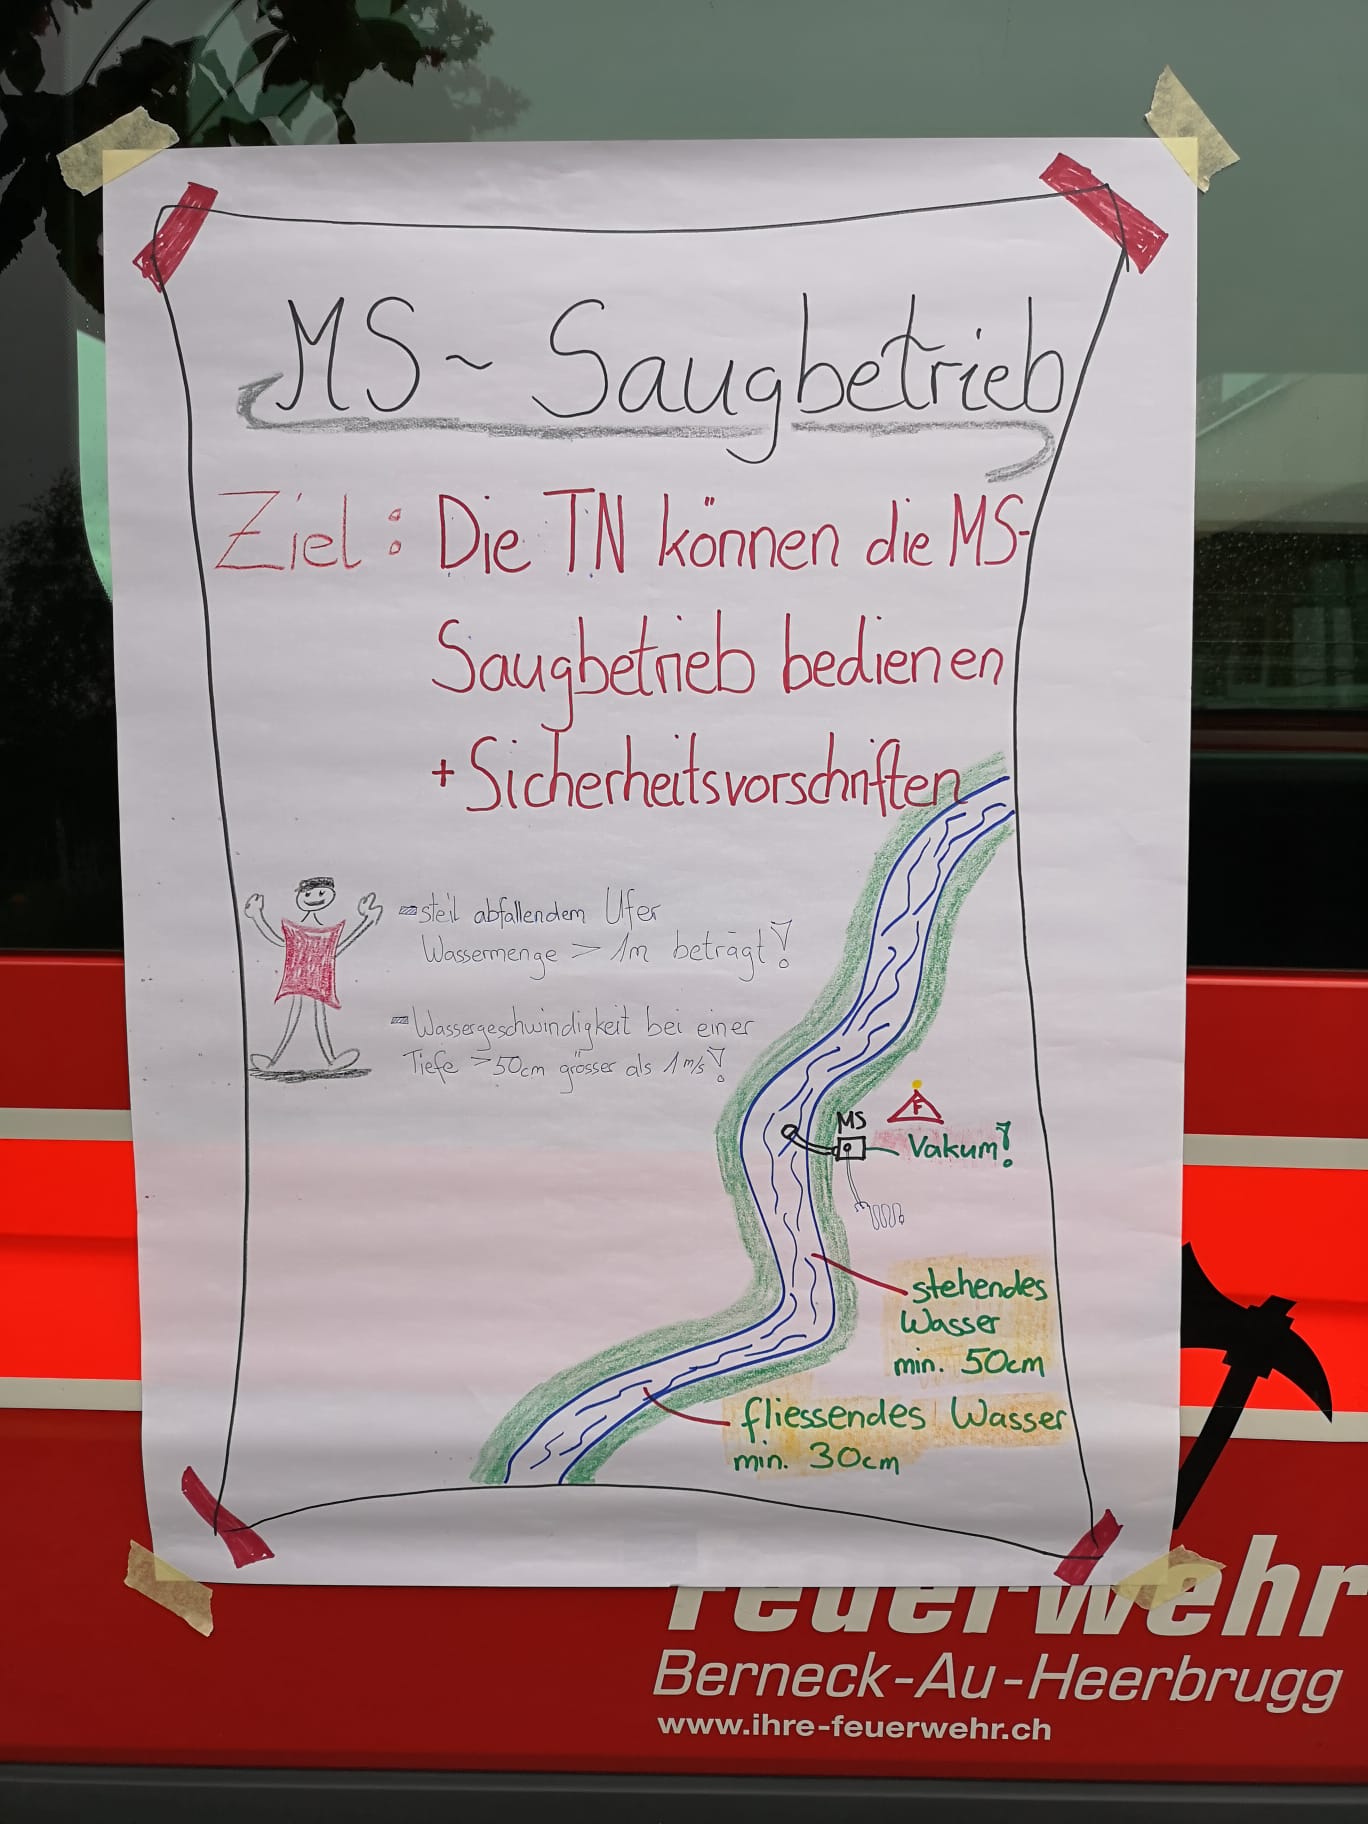 MS~ Saugbetrieb
Ziel: Die TN können die MS-
Saugbetrieb bedienen
+ Sicherheitsvorschriften
steil abfallendem Ufer
Wassermenge > 1m beträgt!
Wassergeschwindigkeit bei einer
Tiefe > 50cm grösser als 1 m/s!
MS
F
Vakum!
stehendes
Wasser
min. 50cm
fliessendes Wasser
min. 30cm
feuerwehr
Berneck-Au-Heerbrugg
www.ihre-feuerwehr.ch